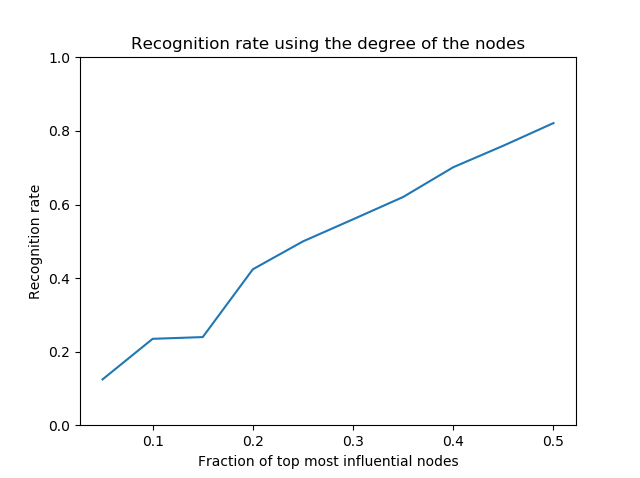 Recognition rate using the degree of the nodes
1.0
0.8
0.6
0.4
0.2
0.0
Recognition rate
0.1 0.2 0.3 0.4 0.5
Fraction of top most influential nodes